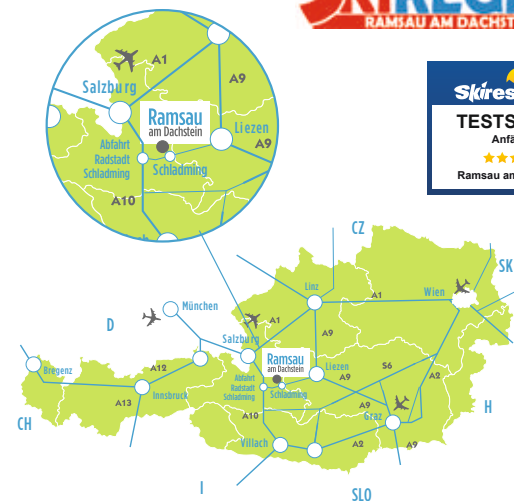 RAMSAU AM DACHST
Skires
TESTS
Anfä
Ramsau am
A1
Salzburg
A9
Ramsau
am Dachstein
Liezen
A9
Abfahrt
Radstadt
Schladming
Schladming
A10
CZ
SK
Linz
A1
Wien
München
D
A1
A9
Salzburg
Ramsau
am Dachstein
Liezen
S6
A12
Bregenz
Abfahrt
Radstadt
Schladming
Schladming
A9
A2
A13
Innsbruck
A9
H
CH
A10
Graz
Villach
A2
A9
I
SLO